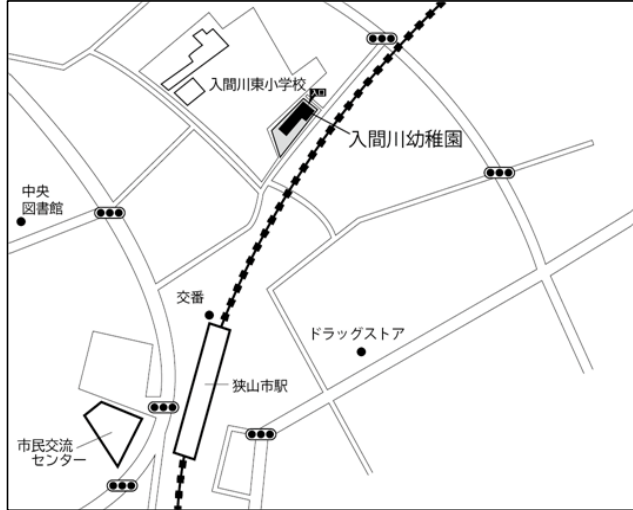 入間川東小学校
入口
入間川幼稚園
中央
図書館
交番
ドラッグストア
狭山市駅
市民交流
センター